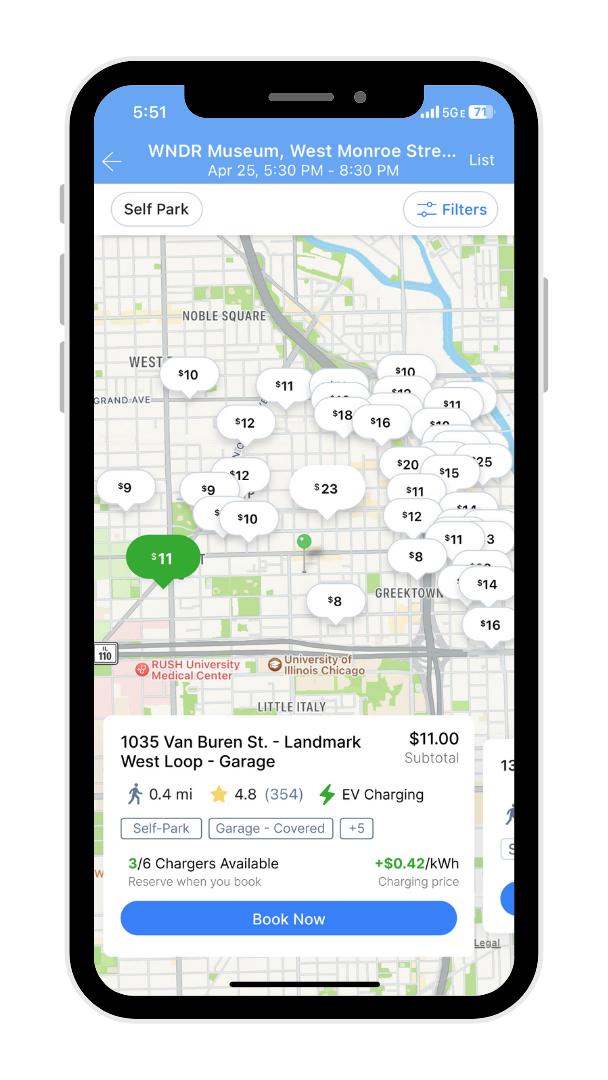 5:51
5GE 71
WNDR Museum, West Monroe Stre...
Apr 25, 5:30 PM - 8:30 PM
List
Self Park
Filters
NOBLE SQUARE
WEST
$10
$10
$11
GRAND AVE
$11
$18
$16
$12
$20
$25
$15
$12
$9
$9
$23
$11
$10
$12
$11
3
$11
$8
$14
$8
GREEKTOWN
$16
IL
110
RUSH University
Medical Center
University of
Illinois Chicago
LITTLE ITALY
1035 Van Buren St. - Landmark
West Loop - Garage
$11.00
Subtotal
13
0.4 mi
4.8 (354)
EV Charging
Self-Park
Garage - Covered
+5
S
3/6 Chargers Available
+$0.42/kWh
Reserve when you book
Charging price
Book Now
Legal